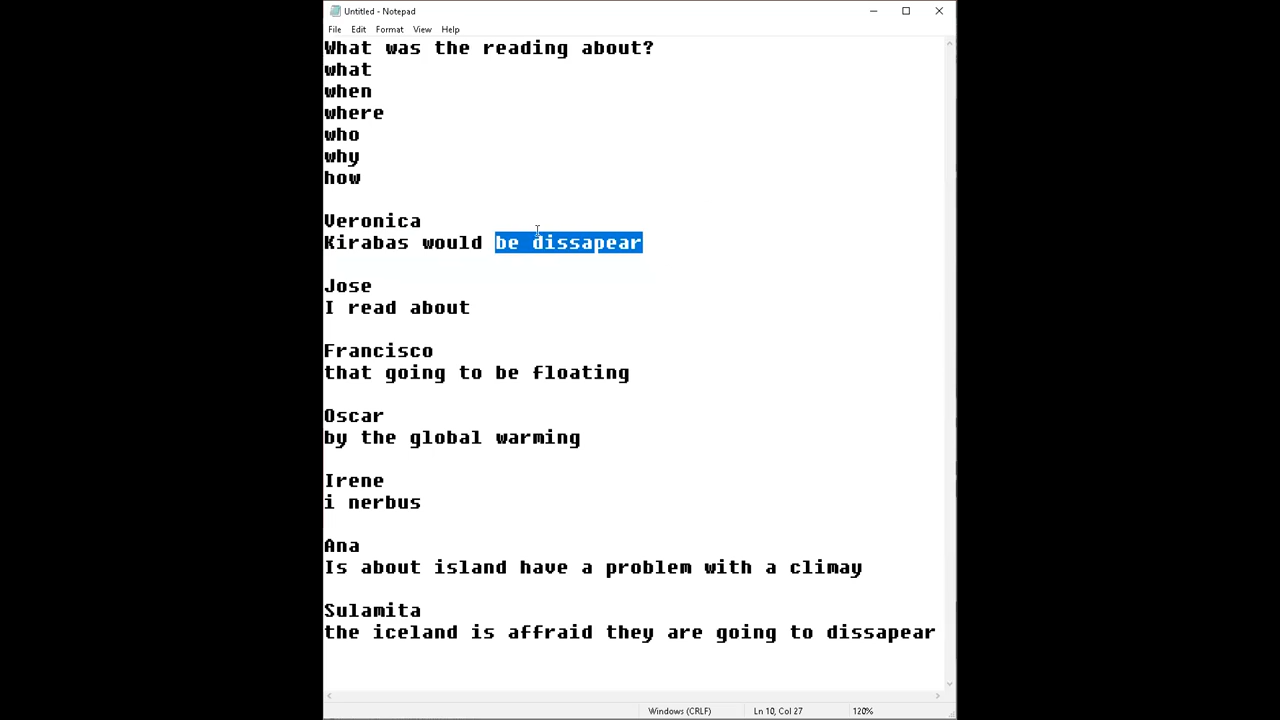 Untitled - Notepad
File Edit Format View Help
What was the reading about?
what
when
where
who
why
how
Veronica
Kirabas would be dissapear
Jose
I read about
Francisco
that going to be floating
Oscar
by the global warming
Irene
i nerbus
Ana
Is about island have a problem with a climay
Sulamita
the iceland is affraid they are going to dissapear
Windows (CRLF) Ln 10, Col 27 120%